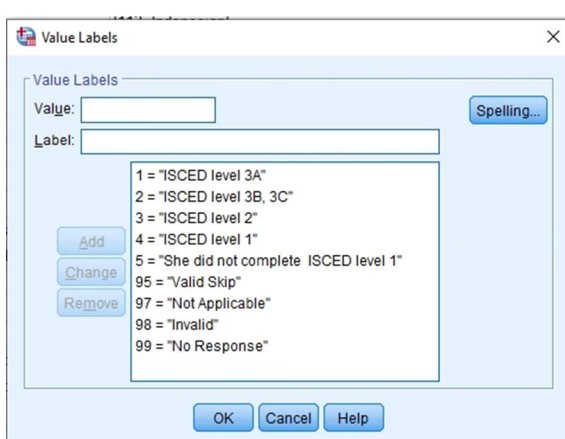 Value Labels
Value Labels
Value:
Spelling...
Label:
1 = "ISCED level 3A"
2 = "ISCED level 3B, 3C"
3 = "ISCED level 2"
4 = "ISCED level 1"
5 = "She did not complete  ISCED level 1"
95 = "Valid Skip"
97 = "Not Applicable"
98 = "Invalid"
99 = "No Response"
Add
Change
Remove
OK Cancel Help